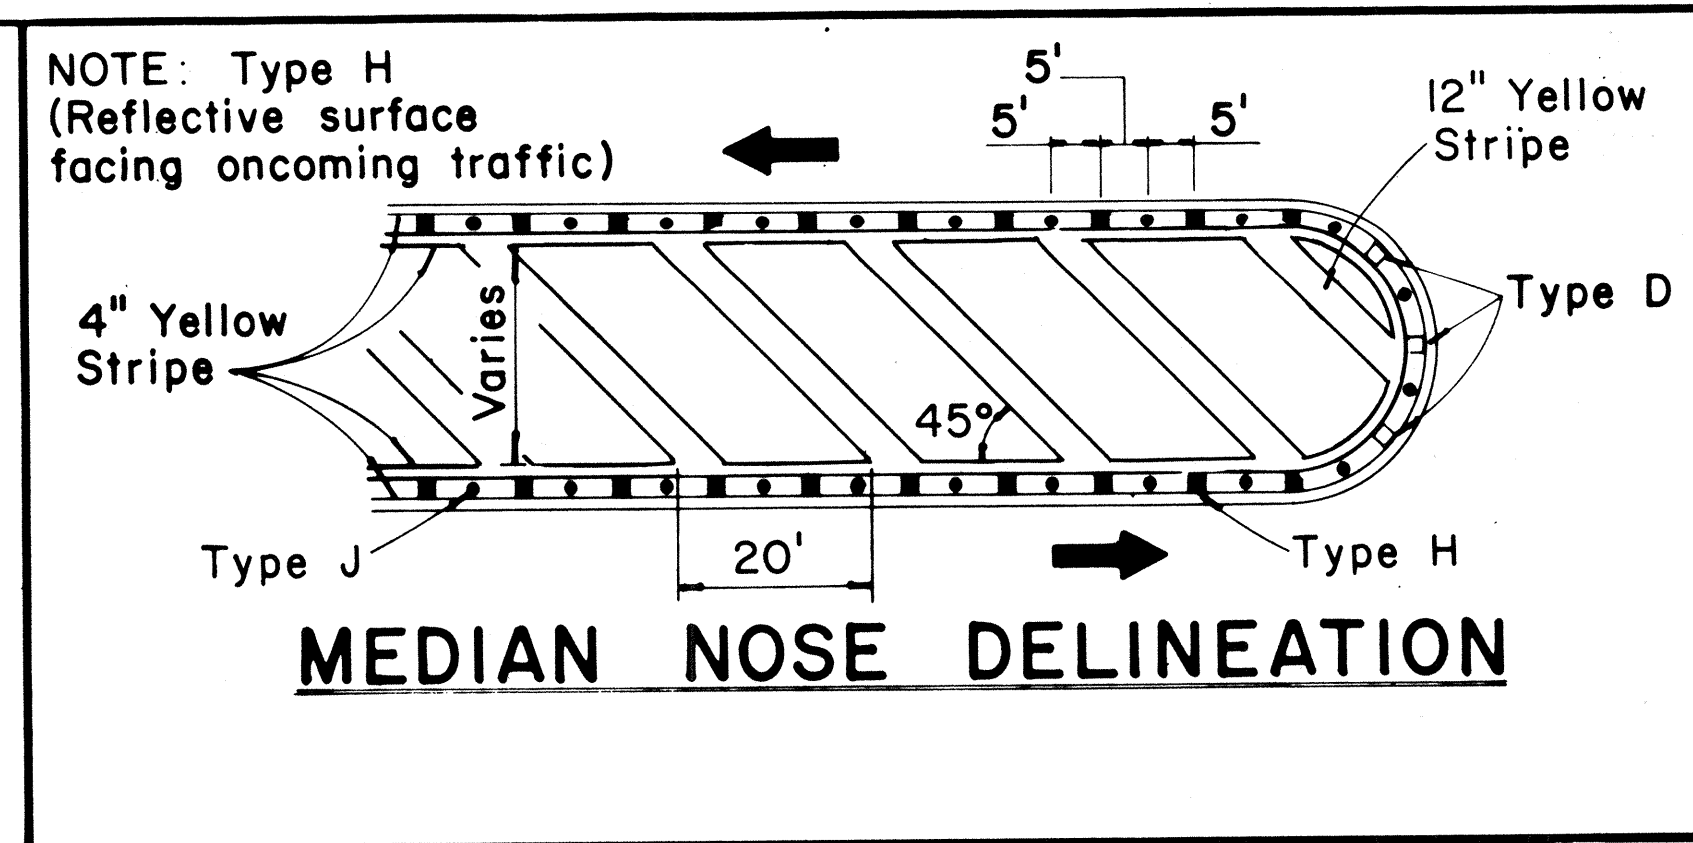 NOTE: Type H
(Reflective surface
facing oncoming traffic)
5'
5'
5'
12" Yellow
Stripe
Type D
4" Yellow
Stripe
Varies
45°
Type J
20'
Type H
MEDIAN NOSE DELINEATION